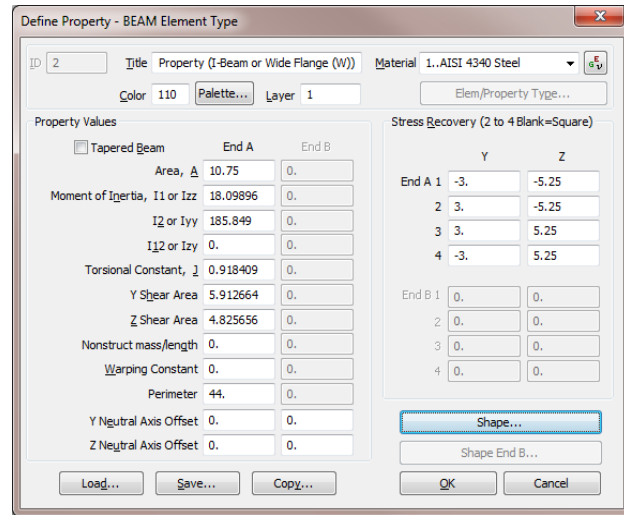 Define Property - BEAM Element Type
ID 2 Title Property (I-Beam or Wide Flange (W)) Material 1..AISI 4340 Steel
Color 110 Palette... Layer 1 Elem/Property Type...
Property Values
Tapered Beam End A End B
Area, A 10.75 0.
Moment of Inertia, I1 or Izz 18.09896 0.
I2 or Iyy 185.849 0.
I12 or Izy 0. 0.
Torsional Constant, J 0.918409 0.
Y Shear Area 5.912664 0.
Z Shear Area 4.825656 0.
Nonstruct mass/length 0. 0.
Warping Constant 0. 0.
Perimeter 44. 0.
Y Neutral Axis Offset 0. 0.
Z Neutral Axis Offset 0. 0.
Stress Recovery (2 to 4 Blank=Square)
Y Z
End A 1 -3. -5.25
2 3. -5.25
3 3. 5.25
4 -3. 5.25
End B 1 0. 0.
2 0. 0.
3 0. 0.
4 0. 0.
Shape...
Shape End B...
Load... Save... Copy... OK Cancel